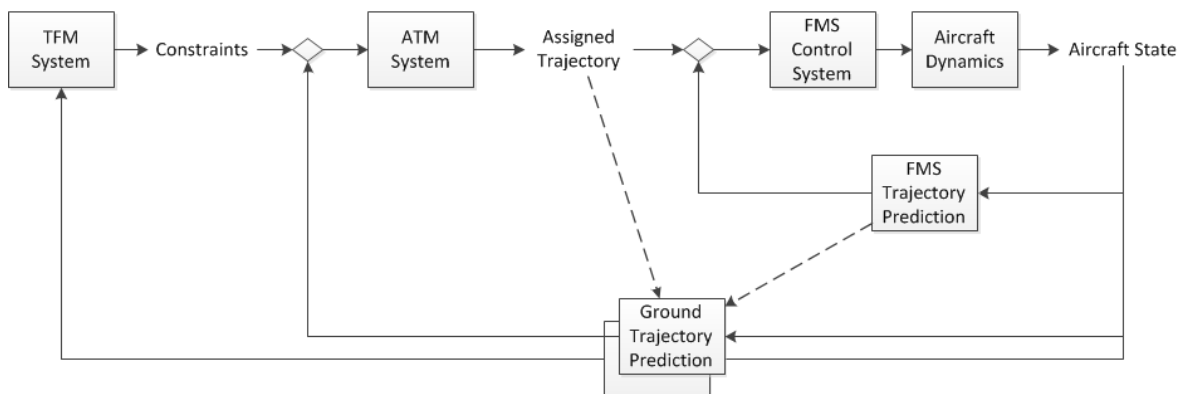 TFM
System
Constraints
ATM
System
Assigned
Trajectory
FMS
Control
System
Aircraft
Dynamics
Aircraft State
FMS
Trajectory
Prediction
Ground
Trajectory
Prediction